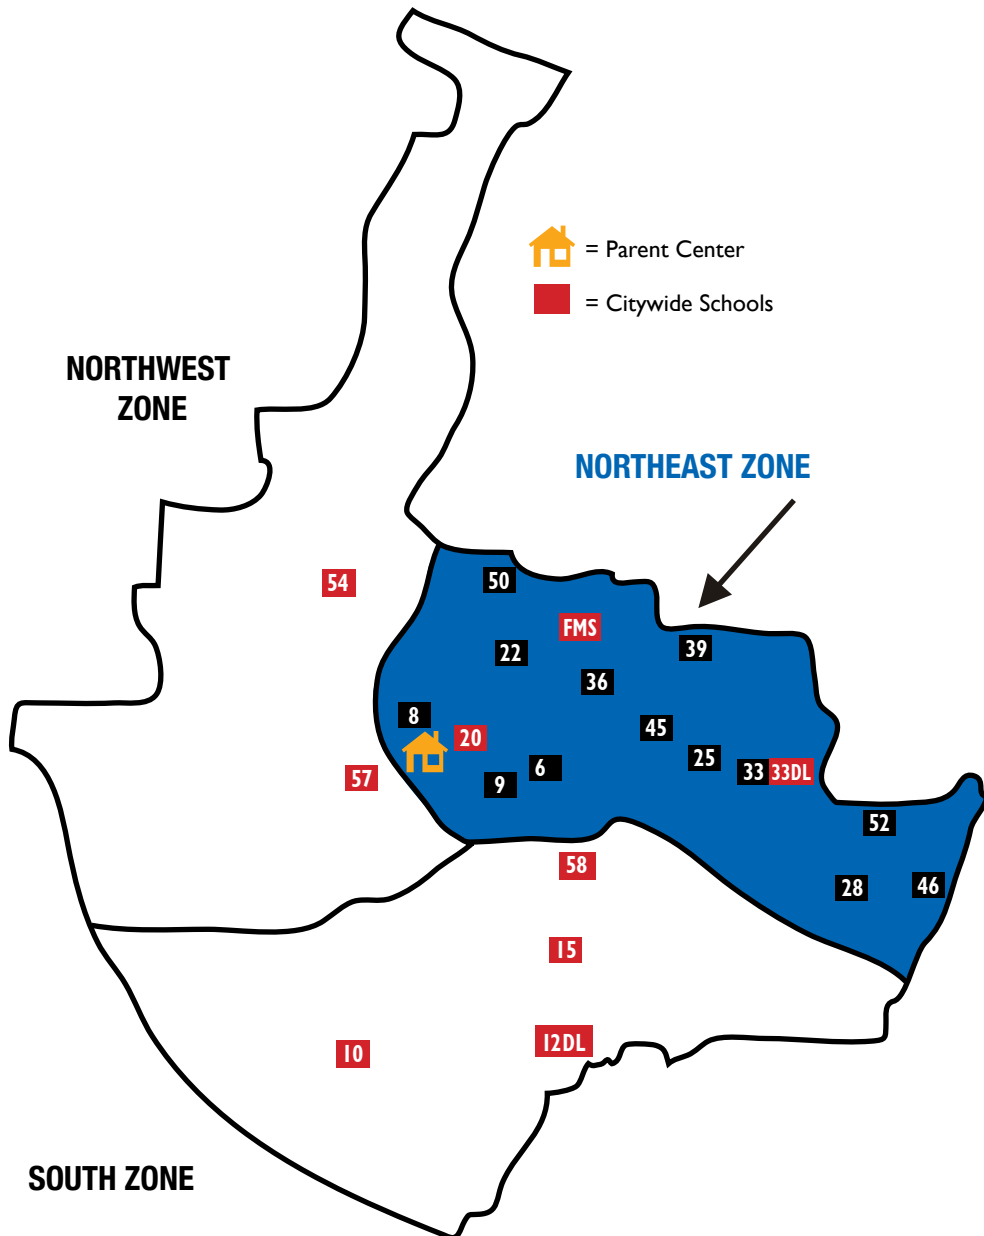 = Parent Center
= Citywide Schools
NORTHWEST
ZONE
NORTHEAST ZONE
54
50
FMS
22
39
36
8
20
45
25
57
9
6
33
33DL
52
58
28
46
15
10
12DL
SOUTH ZONE